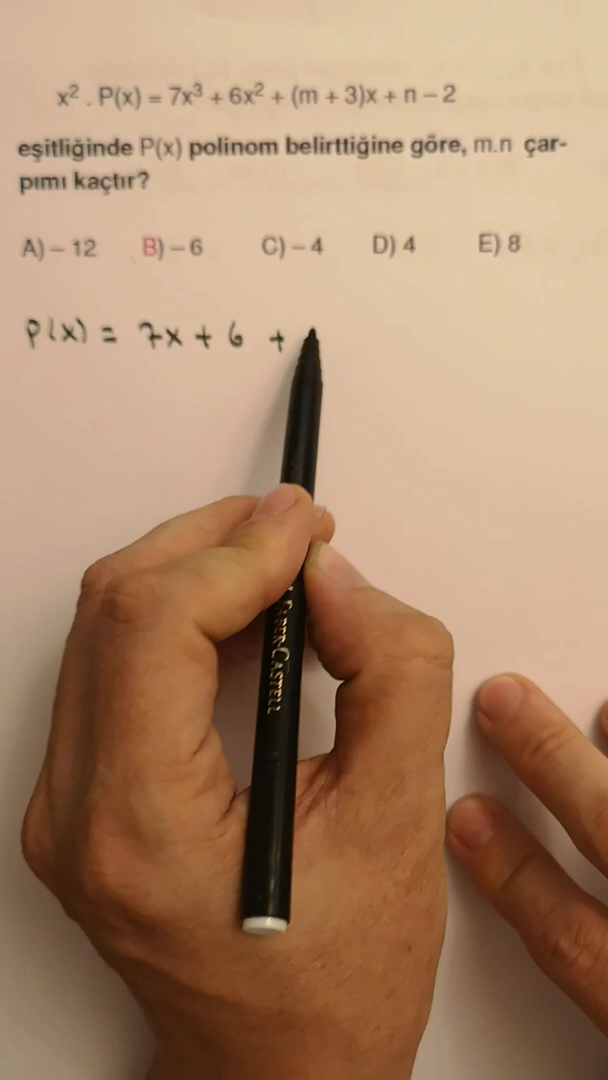 x² . P(x) = 7x³ + 6x² + (m + 3)x + n – 2
eşitliğinde P(x) polinom belirttiğine göre, m.n çar-
pımı kaçtır?
A) – 12 B) – 6 C) – 4 D) 4 E) 8
P(x) = 7x + 6 +
FABER-CASTELL